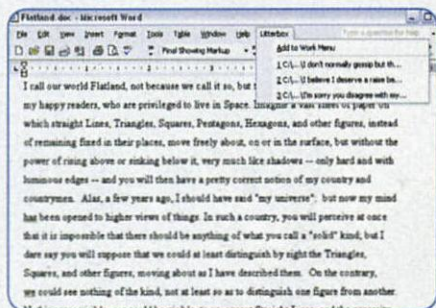 Flatland.doc - Microsoft Word
File Edit View Insert Format Table Window Help Litterbox
Type a question for help
Final Showing Markup
Add to Work Menu
1 C:\...\I don't normally gossip but th...
2 C:\...\I believe I deserve a raise be...
3 C:\...\I'm sorry you disagree with my...
I call our world Flatland, not because we call it so, but
my happy readers, who are privileged to live in Space. Imagine a vast sheet of paper on
which straight Lines, Triangles, Squares, Pentagons, Hexagons, and other figures, instead
of remaining fixed in their places, move freely about, on or in the surface, but without the
power of rising above or sinking below it, very much like shadows -- only hard and with
luminous edges -- and you will then have a pretty correct notion of my country and
countrymen. Alas, a few years ago, I should have said "my universe": but now my mind
has been opened to higher views of things. In such a country, you will perceive at once
that it is impossible that there should be anything of what you call a "solid" kind; but I
dare say you will suppose that we could at least distinguish by sight the Triangles,
Squares, and other figures, moving about as I have described them. On the contrary,
we could see nothing of the kind, not at least so as to distinguish one figure from another.